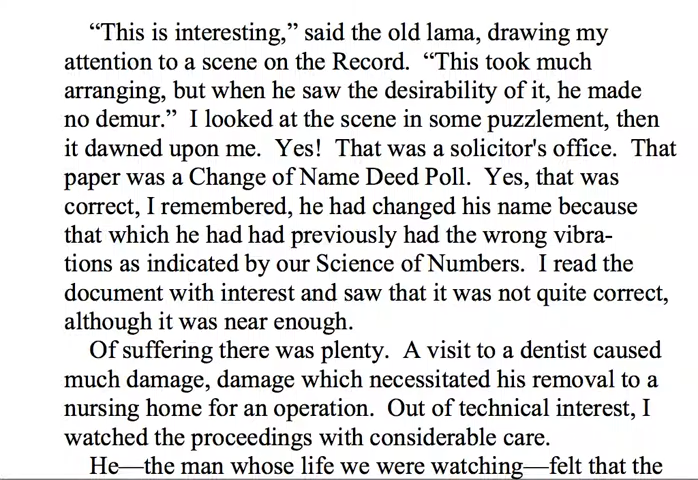 “This is interesting,” said the old lama, drawing my
attention to a scene on the Record.  “This took much
arranging, but when he saw the desirability of it, he made
no demur.”  I looked at the scene in some puzzlement, then
it dawned upon me.  Yes!  That was a solicitor's office.  That
paper was a Change of Name Deed Poll.  Yes, that was
correct, I remembered, he had changed his name because
that which he had had previously had the wrong vibra-
tions as indicated by our Science of Numbers.  I read the
document with interest and saw that it was not quite correct,
although it was near enough.
Of suffering there was plenty.  A visit to a dentist caused
much damage, damage which necessitated his removal to a
nursing home for an operation.  Out of technical interest, I
watched the proceedings with considerable care.
He—the man whose life we were watching—felt that the